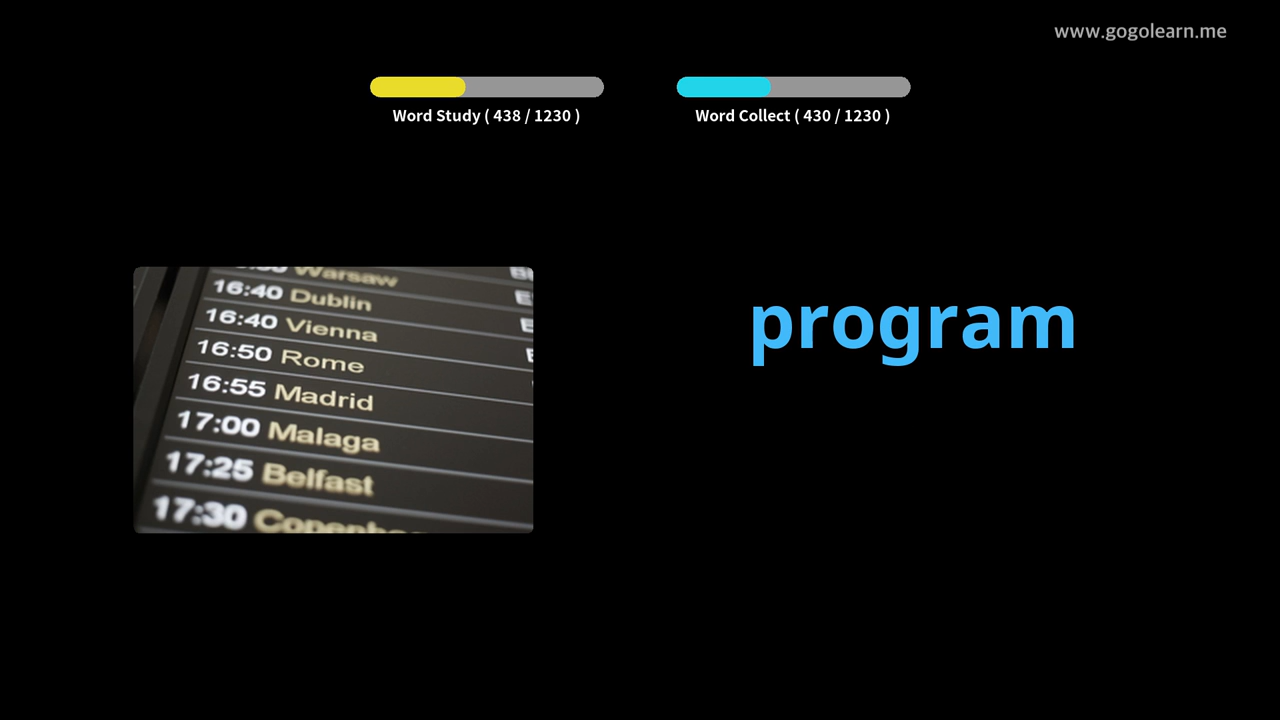 www.gogolearn.me
Word Study ( 438 / 1230 )
Word Collect ( 430 / 1230 )
Warsaw
16:40 Dublin
16:40 Vienna
16:50 Rome
16:55 Madrid
17:00 Malaga
17:25 Belfast
17:30
program